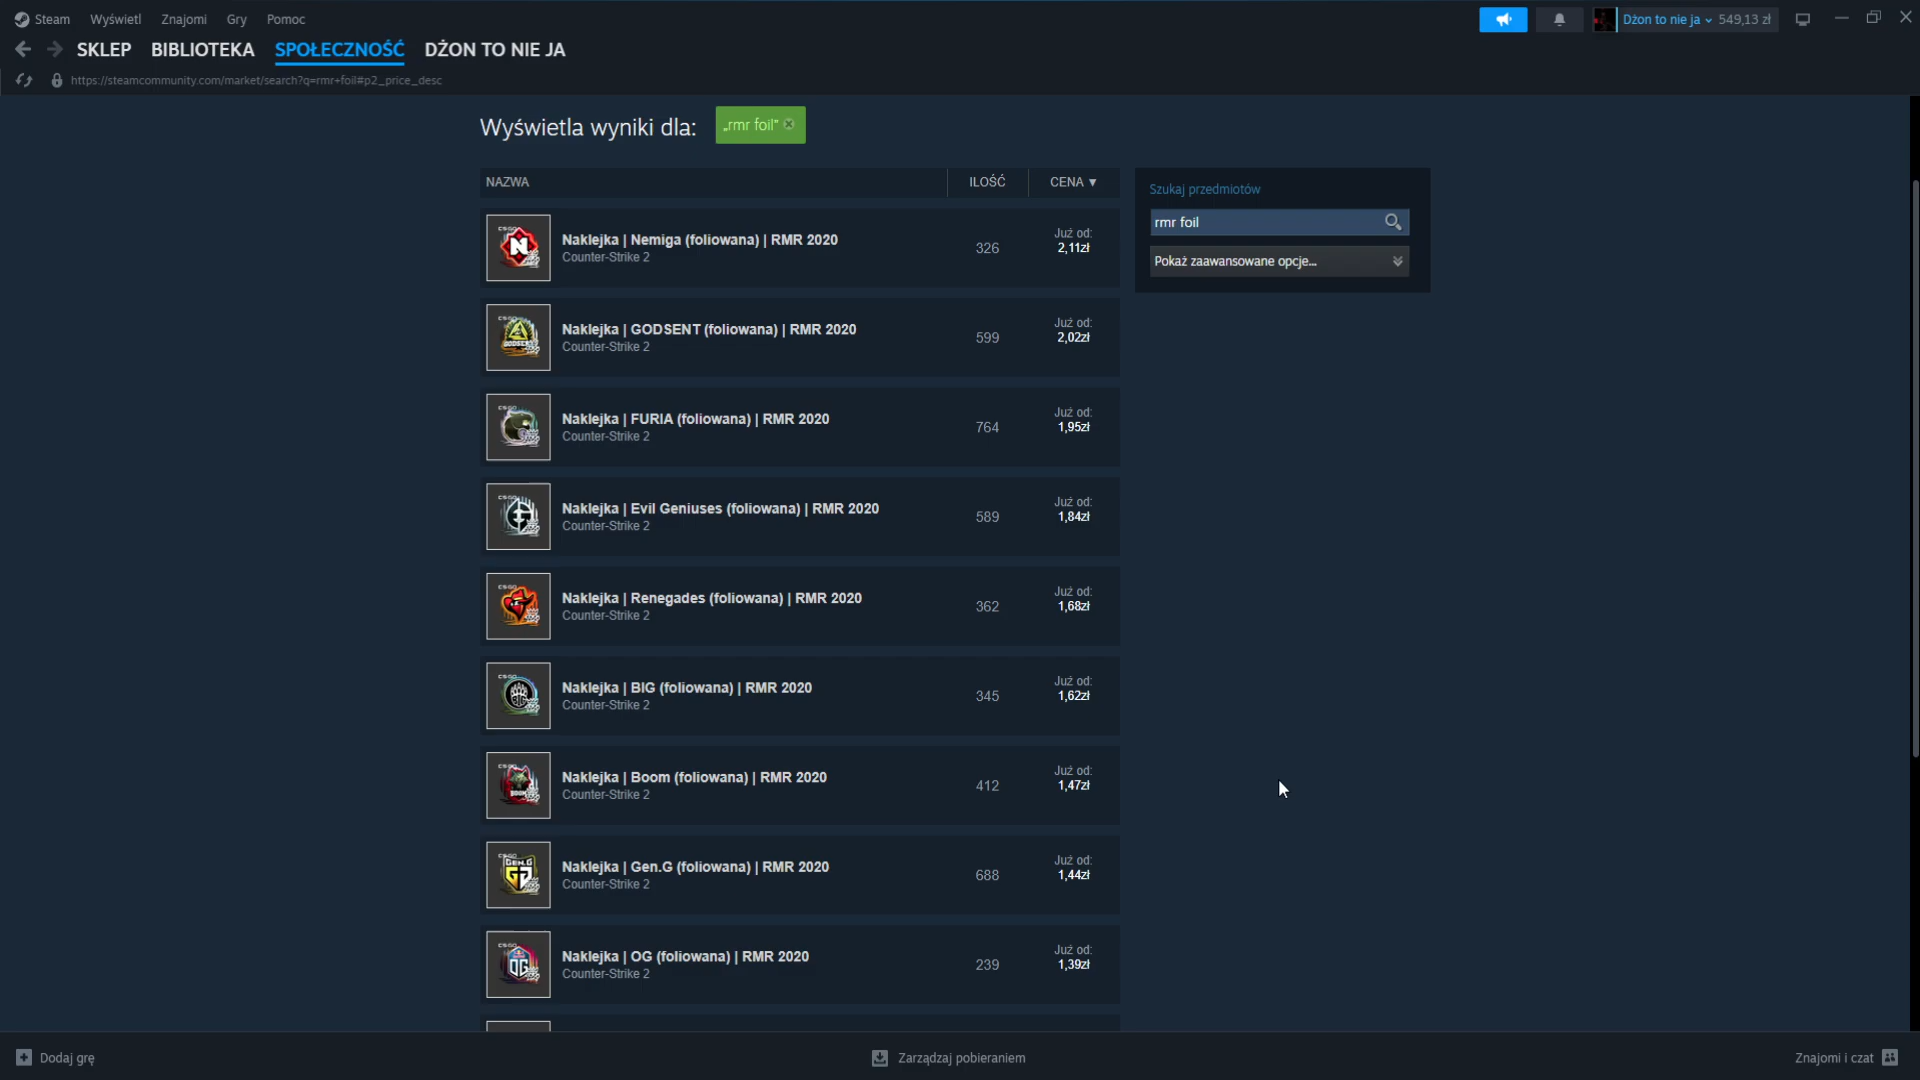 Steam Wyświetl Znajomi Gry Pomoc
Dżon to nie ja 549,13 zł
SKLEP BIBLIOTEKA SPOŁECZNOŚĆ DŻON TO NIE JA
https://steamcommunity.com/market/search?q=rmr+foil#p2_price_desc
Wyświetla wyniki dla: „rmr foil”
NAZWA ILOŚĆ CENA ▼
Naklejka | Nemiga (foliowana) | RMR 2020
Counter-Strike 2
326
Już od:
2,11zł
Naklejka | GODSENT (foliowana) | RMR 2020
Counter-Strike 2
599
Już od:
2,02zł
Naklejka | FURIA (foliowana) | RMR 2020
Counter-Strike 2
764
Już od:
1,95zł
Naklejka | Evil Geniuses (foliowana) | RMR 2020
Counter-Strike 2
589
Już od:
1,84zł
Naklejka | Renegades (foliowana) | RMR 2020
Counter-Strike 2
362
Już od:
1,68zł
Naklejka | BIG (foliowana) | RMR 2020
Counter-Strike 2
345
Już od:
1,62zł
Naklejka | Boom (foliowana) | RMR 2020
Counter-Strike 2
412
Już od:
1,47zł
Naklejka | Gen.G (foliowana) | RMR 2020
Counter-Strike 2
688
Już od:
1,44zł
Naklejka | OG (foliowana) | RMR 2020
Counter-Strike 2
239
Już od:
1,39zł
Szukaj przedmiotów
rmr foil
Pokaż zaawansowane opcje...
Dodaj grę
Zarządzaj pobieraniem
Znajomi i czat